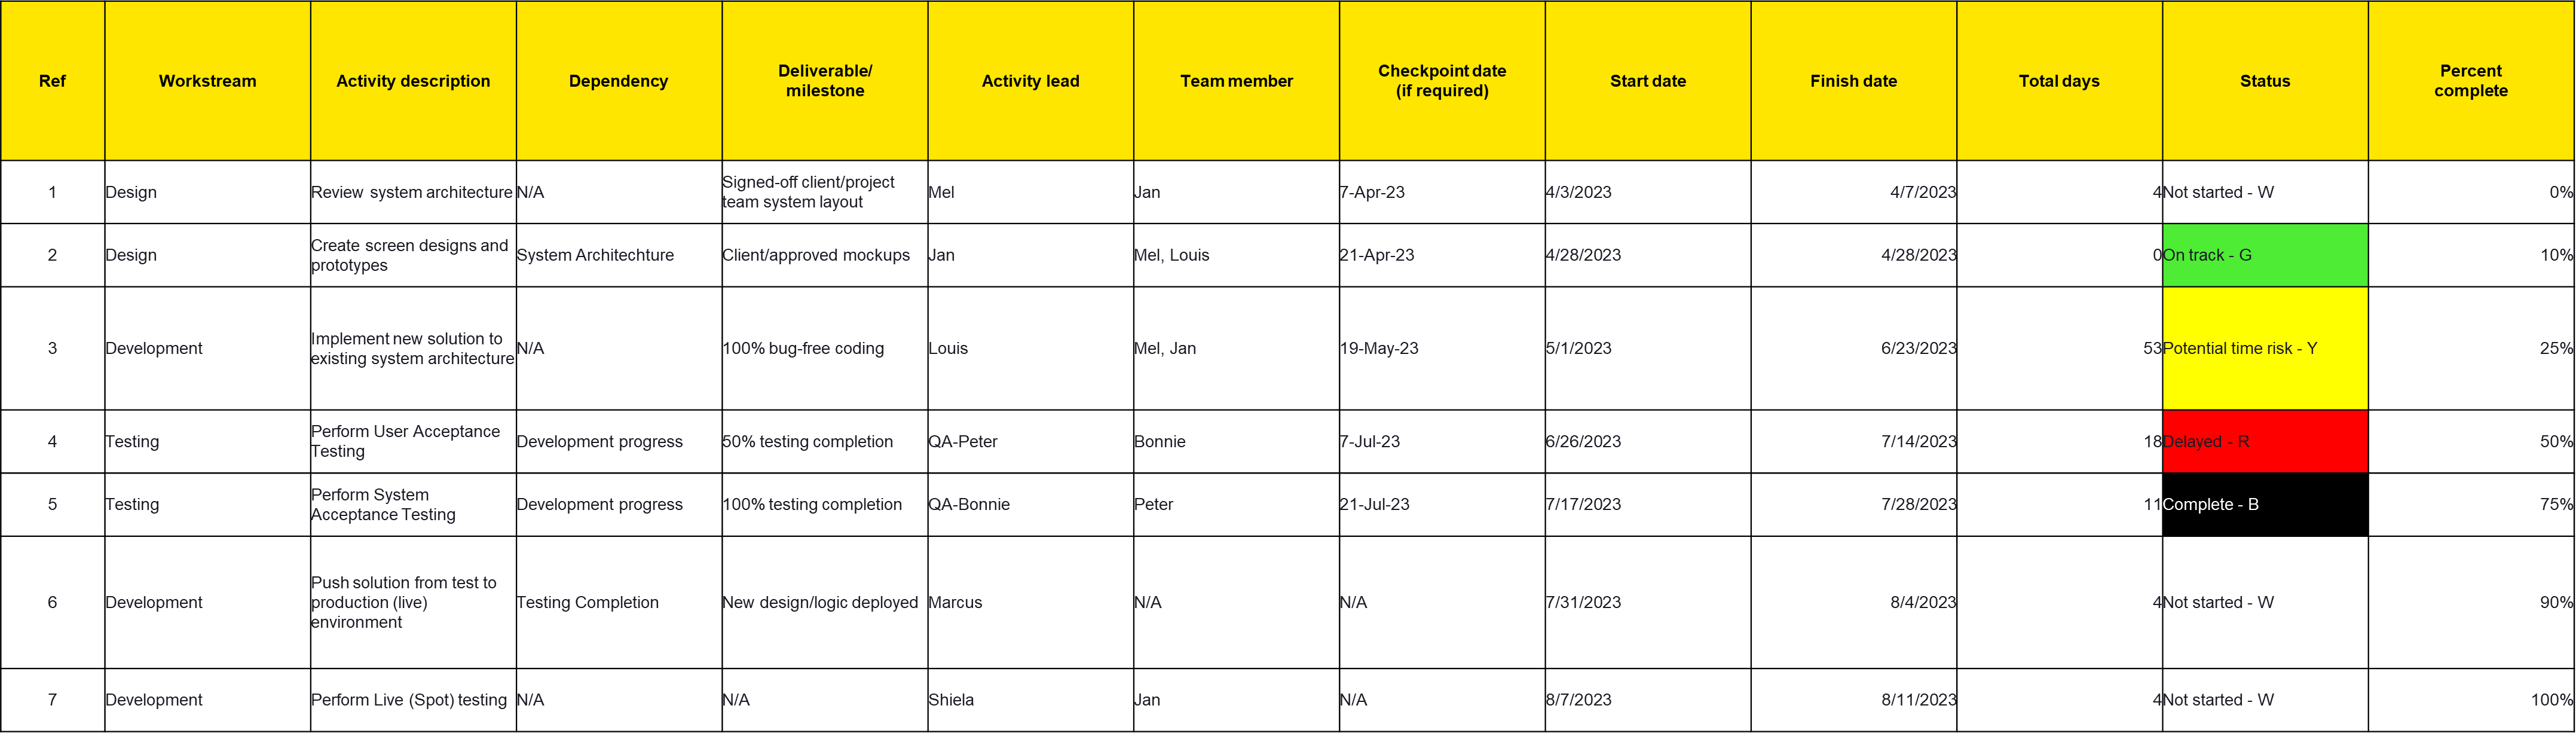 Ref Workstream Activity description Dependency Deliverable/ milestone Activity lead Team member Checkpoint date (if required) Start date Finish date Total days Status Percent complete
1 Design Review system architecture N/A Signed-off client/project team system layout Mel Jan 7-Apr-23 4/3/2023 4/7/2023 4 Not started - W 0%
2 Design Create screen designs and prototypes System Architechture Client/approved mockups Jan Mel, Louis 21-Apr-23 4/28/2023 4/28/2023 0 On track - G 10%
3 Development Implement new solution to existing system architecture N/A 100% bug-free coding Louis Mel, Jan 19-May-23 5/1/2023 6/23/2023 53 Potential time risk - Y 25%
4 Testing Perform User Acceptance Testing Development progress 50% testing completion QA-Peter Bonnie 7-Jul-23 6/26/2023 7/14/2023 18 Delayed - R 50%
5 Testing Perform System Acceptance Testing Development progress 100% testing completion QA-Bonnie Peter 21-Jul-23 7/17/2023 7/28/2023 11 Complete - B 75%
6 Development Push solution from test to production (live) environment Testing Completion New design/logic deployed Marcus N/A N/A 7/31/2023 8/4/2023 4 Not started - W 90%
7 Development Perform Live (Spot) testing N/A N/A Shiela Jan N/A 8/7/2023 8/11/2023 4 Not started - W 100%